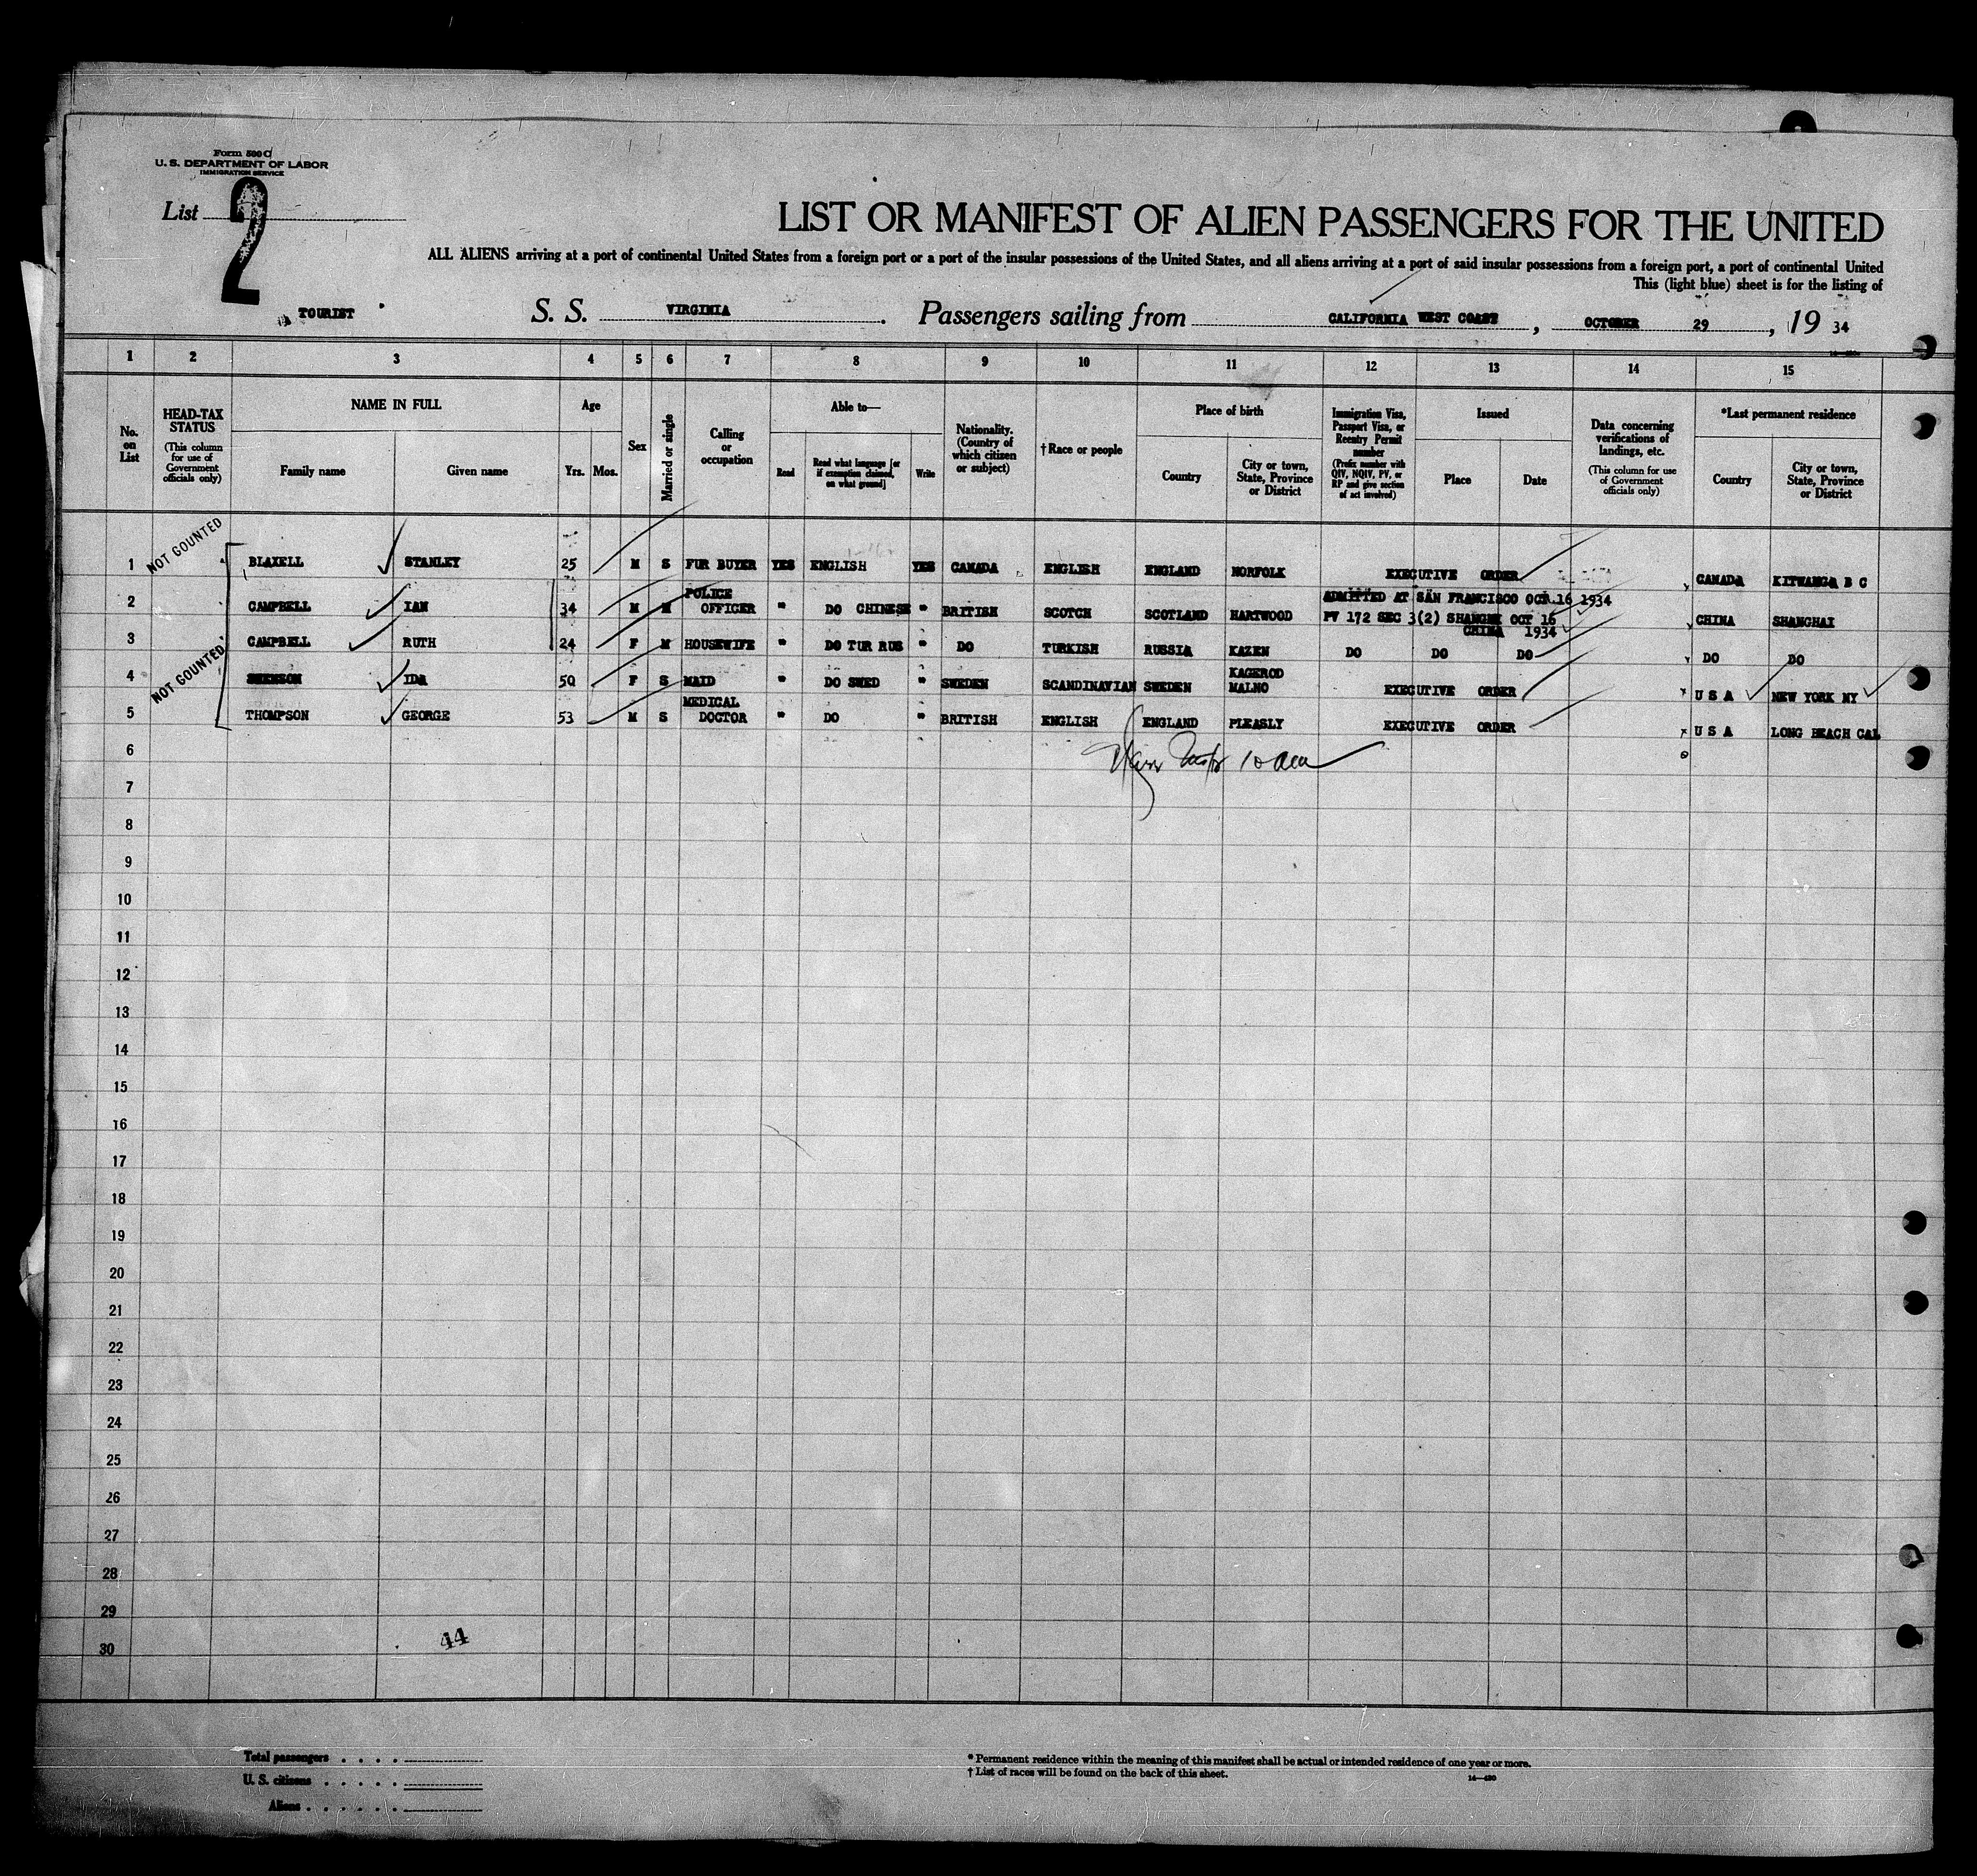 Form 500 C
U. S. DEPARTMENT OF LABOR
IMMIGRATION SERVICE
List 2
LIST OR MANIFEST OF ALIEN PASSENGERS FOR THE UNITED
ALL ALIENS arriving at a port of continental United States from a foreign port or a port of the insular possessions of the United States, and all aliens arriving at a port of said insular possessions from a foreign port, a port of continental United
This (light blue) sheet is for the listing of
TOURIST S. S. VIRGINIA . Passengers sailing from CALIFORNIA WEST COAST , OCTOBER 29 , 19 34
1 2 3 4 5 6 7 8 9 10 11 12 13 14 15
No. on List
HEAD-TAX STATUS (This column for use of Government officials only)
NAME IN FULL Family name Given name
Age Yrs. Mos.
Sex
Married or single
Calling or occupation
Able to— Read Read what language [or if exemption claimed, on what ground] Write
Nationality. (Country of which citizen or subject)
†Race or people
Place of birth Country City or town, State, Province or District
Immigration Visa, Passport Visa, or Reentry Permit number (Prefix number with QIV, NQIV, PV, or RP and give section of act involved)
Issued Place Date
Data concerning verifications of landings, etc. (This column for use of Government officials only)
*Last permanent residence Country City or town, State, Province or District
NOT COUNTED
1 BLAXELL STANLEY 25 M S FUR BUYER YES ENGLISH YES CANADA ENGLISH ENGLAND NORFOLK EXECUTIVE ORDER CANADA KITWANGA B C
ADMITTED AT SAN FRANCISCO OCT.16 1934
2 CAMPBELL IAN 34 M M POLICE OFFICER " DO CHINESE " BRITISH SCOTCH SCOTLAND HARTWOOD PV 172 SEC 3(2) SHANGHAI CHINA OCT 16 1934 CHINA SHANGHAI
3 CAMPBELL RUTH 24 F M HOUSEWIFE " DO TUR RUS " DO TURKISH RUSSIA KAZEN DO DO DO DO DO
NOT COUNTED
4 IDA 50 F S MAID " DO SWED " SWEDEN SCANDINAVIAN SWEDEN KAGEROD MALMO EXECUTIVE ORDER U S A NEW YORK NY
5 THOMPSON GEORGE 53 M S MEDICAL DOCTOR " DO " BRITISH ENGLISH ENGLAND PLEASLY EXECUTIVE ORDER U S A LONG BEACH CAL
6
7
8
9
10
11
12
13
14
15
16
17
18
19
20
21
22
23
24
25
26
27
28
29
30
44
Total passengers . . . .
U. S. citizens . . . . .
Aliens . . . . . .
* Permanent residence within the meaning of this manifest shall be actual or intended residence of one year or more.
† List of races will be found on the back of this sheet.
14—480